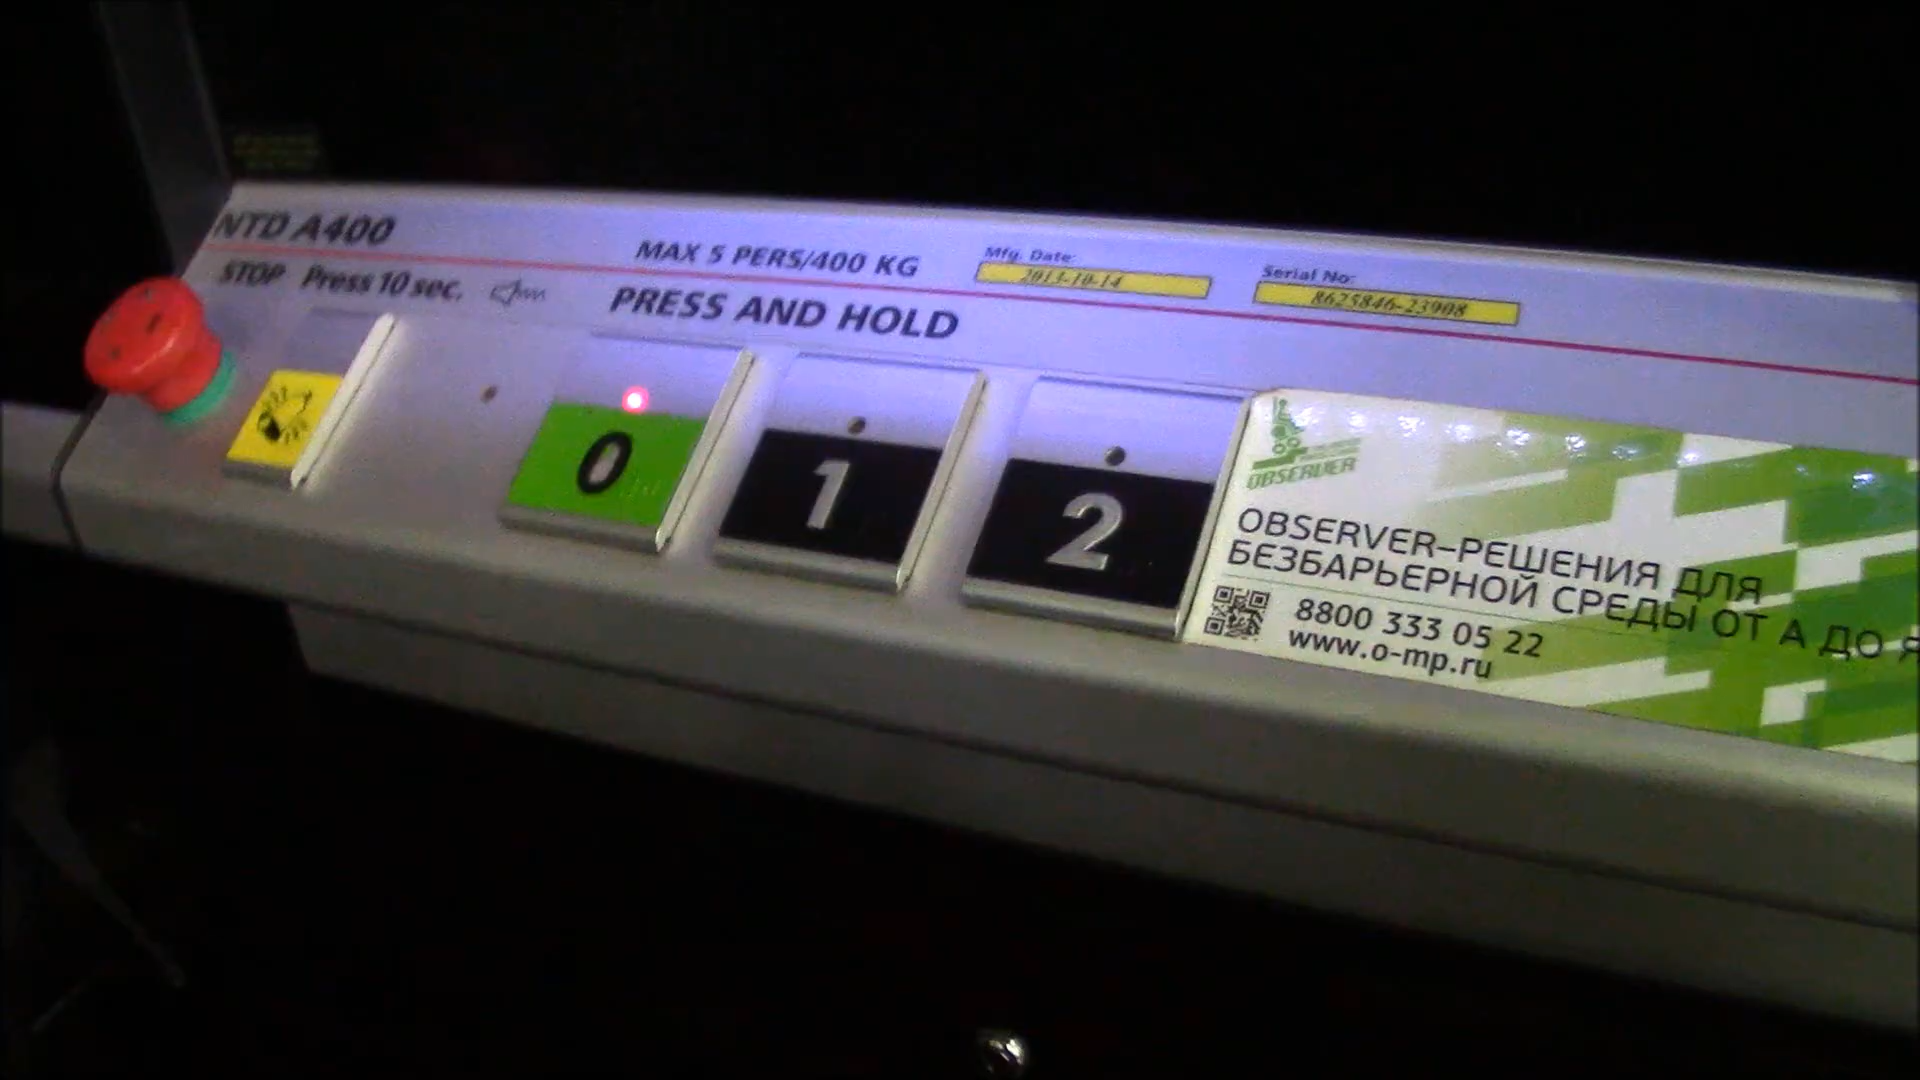 NTD A400
MAX 5 PERS/400 KG
Mfg. Date:
2013-10-14
Serial No:
8625846-23908
STOP Press 10 sec.
PRESS AND HOLD
0
1
2
OBSERVER
OBSERVER–РЕШЕНИЯ ДЛЯ
БЕЗБАРЬЕРНОЙ СРЕДЫ ОТ А ДО Я
8800 333 05 22
www.o-mp.ru